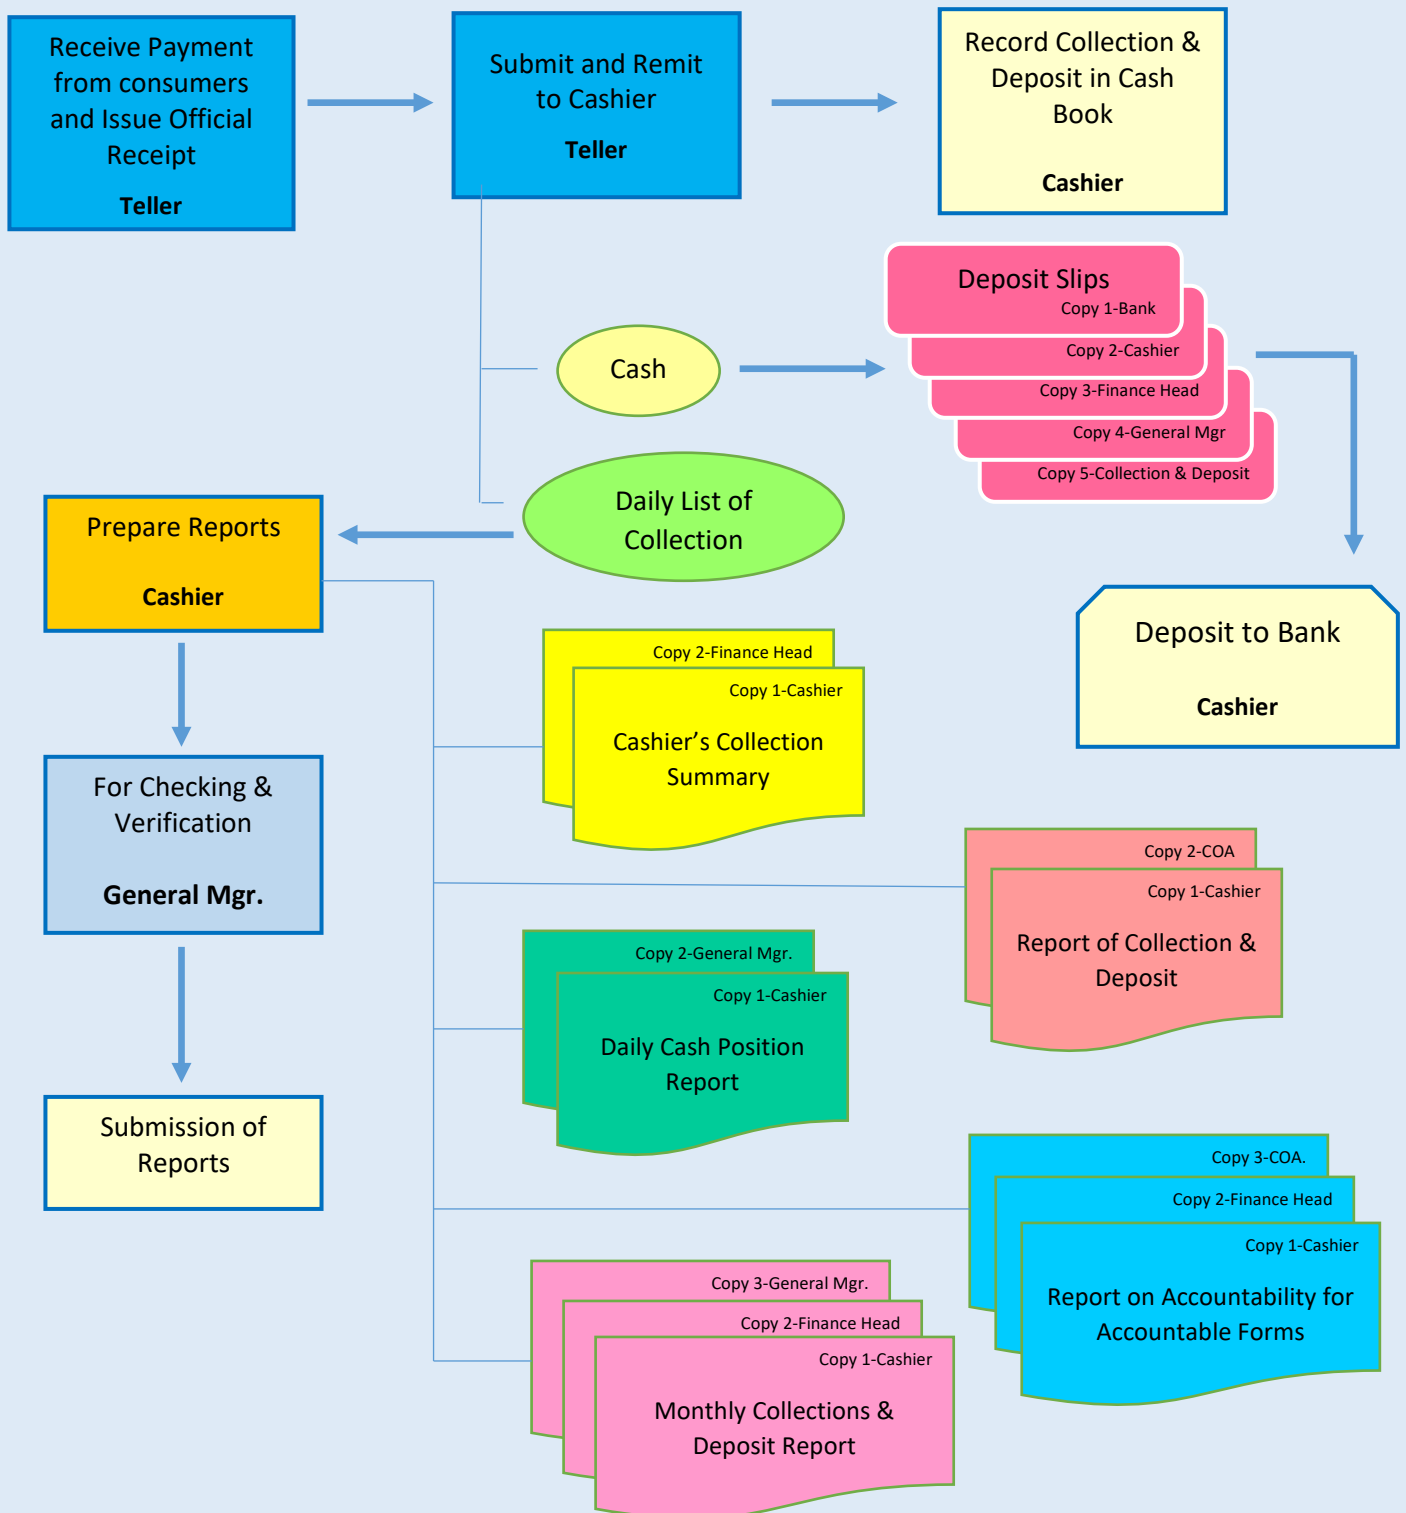 Receive Payment
from consumers
and Issue Official
Receipt
Teller
Submit and Remit
to Cashier
Teller
Record Collection &
Deposit in Cash
Book
Cashier
Deposit Slips
Copy 1-Bank
Copy 2-Cashier
Copy 3-Finance Head
Copy 4-General Mgr
Copy 5-Collection & Deposit
Cash
Daily List of
Collection
Prepare Reports
Cashier
Deposit to Bank
Cashier
Copy 2-Finance Head
Copy 1-Cashier
Cashier’s Collection
Summary
For Checking &
Verification
General Mgr.
Copy 2-COA
Copy 1-Cashier
Report of Collection &
Deposit
Copy 2-General Mgr.
Copy 1-Cashier
Daily Cash Position
Report
Submission of
Reports
Copy 3-COA.
Copy 2-Finance Head
Copy 1-Cashier
Report on Accountability for
Accountable Forms
Copy 3-General Mgr.
Copy 2-Finance Head
Copy 1-Cashier
Monthly Collections &
Deposit Report